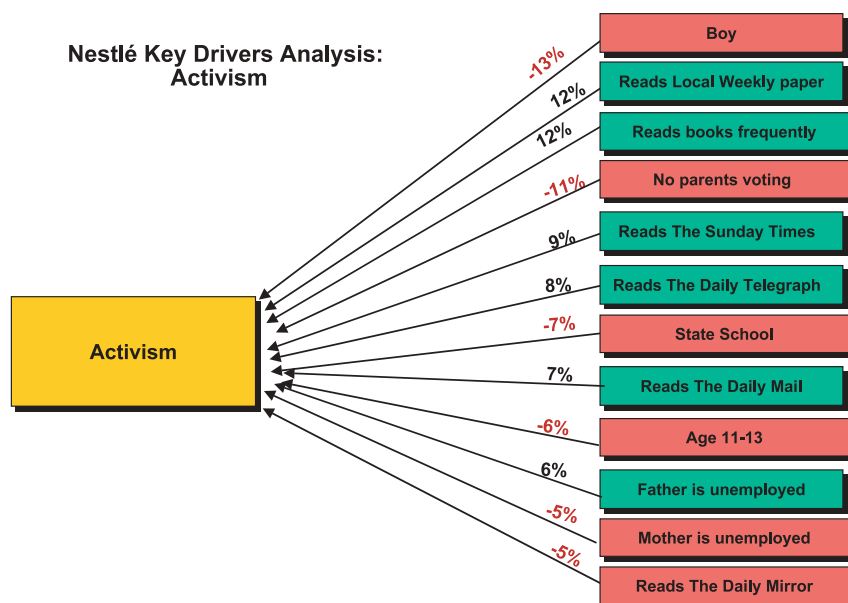 Nestlé Key Drivers Analysis:
Activism
Activism
-13%
Boy
12%
Reads Local Weekly paper
12%
Reads books frequently
-11%
No parents voting
9%
Reads The Sunday Times
8%
Reads The Daily Telegraph
-7%
State School
7%
Reads The Daily Mail
-6%
Age 11-13
6%
Father is unemployed
-5%
Mother is unemployed
-5%
Reads The Daily Mirror